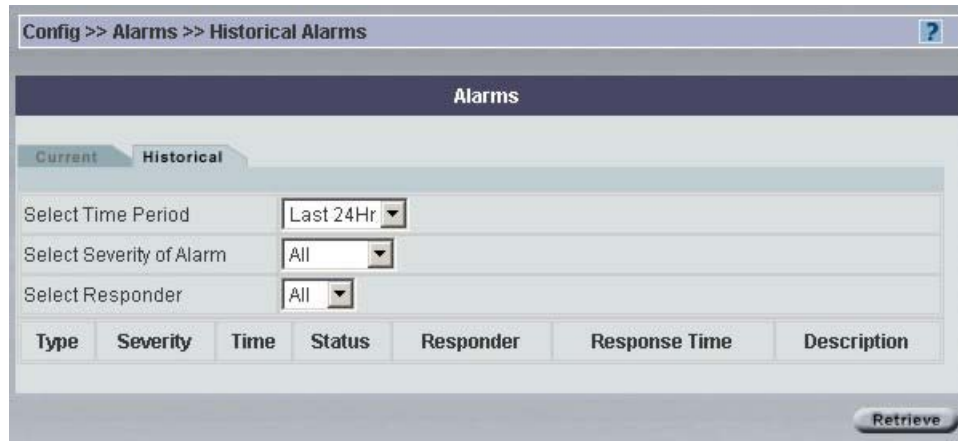 Config >> Alarms >> Historical Alarms ?
Alarms
Current Historical
Select Time Period Last 24Hr
Select Severity of Alarm All
Select Responder All
Type Severity Time Status Responder Response Time Description
Retrieve